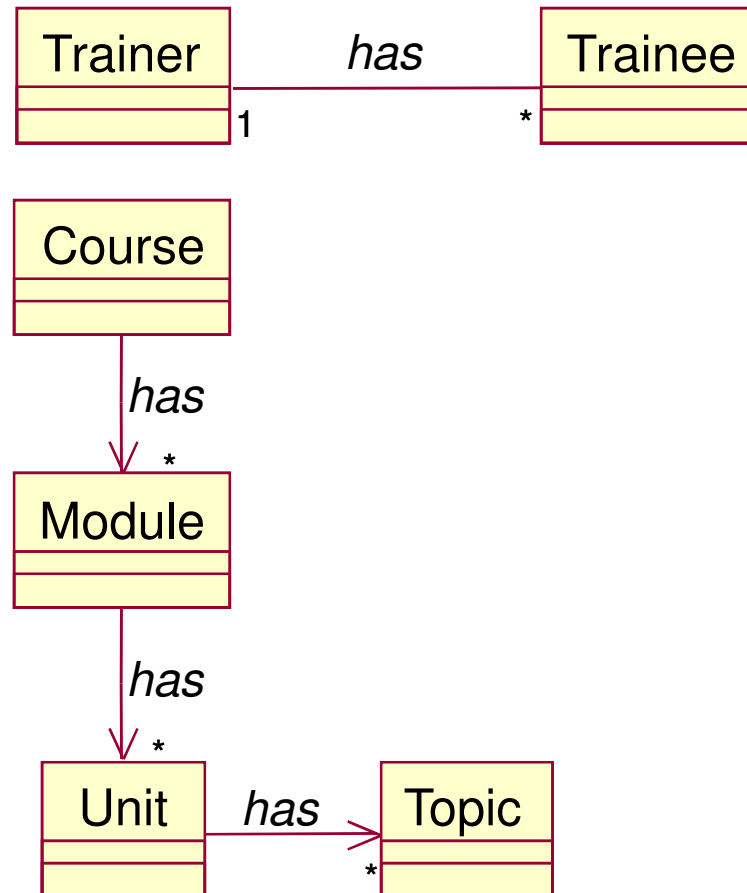 Trainer has Trainee
1 *
Course
has
*
Module
has
*
Unit has Topic
*